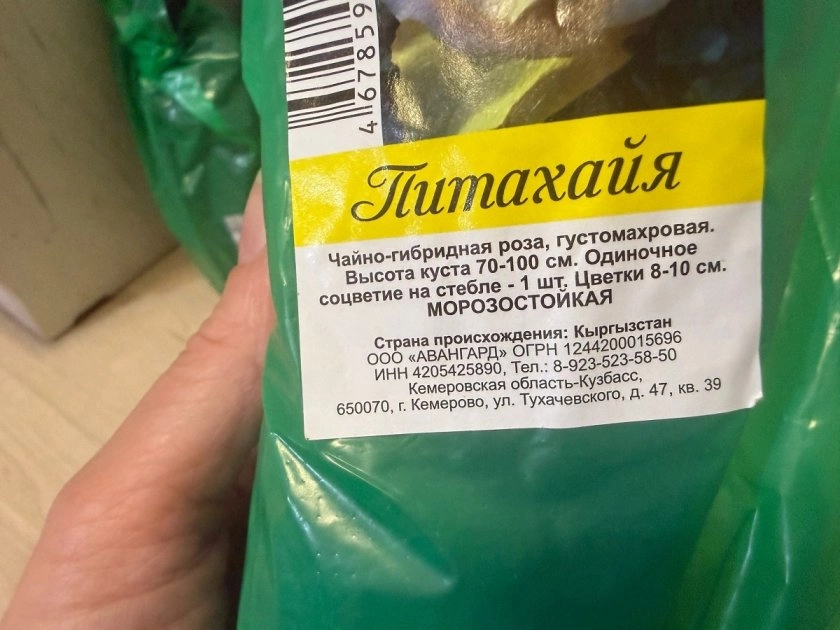 4 67859
Питахайя
Чайно-гибридная роза, густомахровая.
Высота куста 70-100 см. Одиночное
соцветие на стебле - 1 шт. Цветки 8-10 см.
МОРОЗОСТОЙКАЯ
Страна происхождения: Кыргызстан
ООО «АВАНГАРД» ОГРН 1244200015696
ИНН 4205425890, Тел.: 8-923-523-58-50
Кемеровская область-Кузбасс,
650070, г. Кемерово, ул. Тухачевского, д. 47, кв. 39